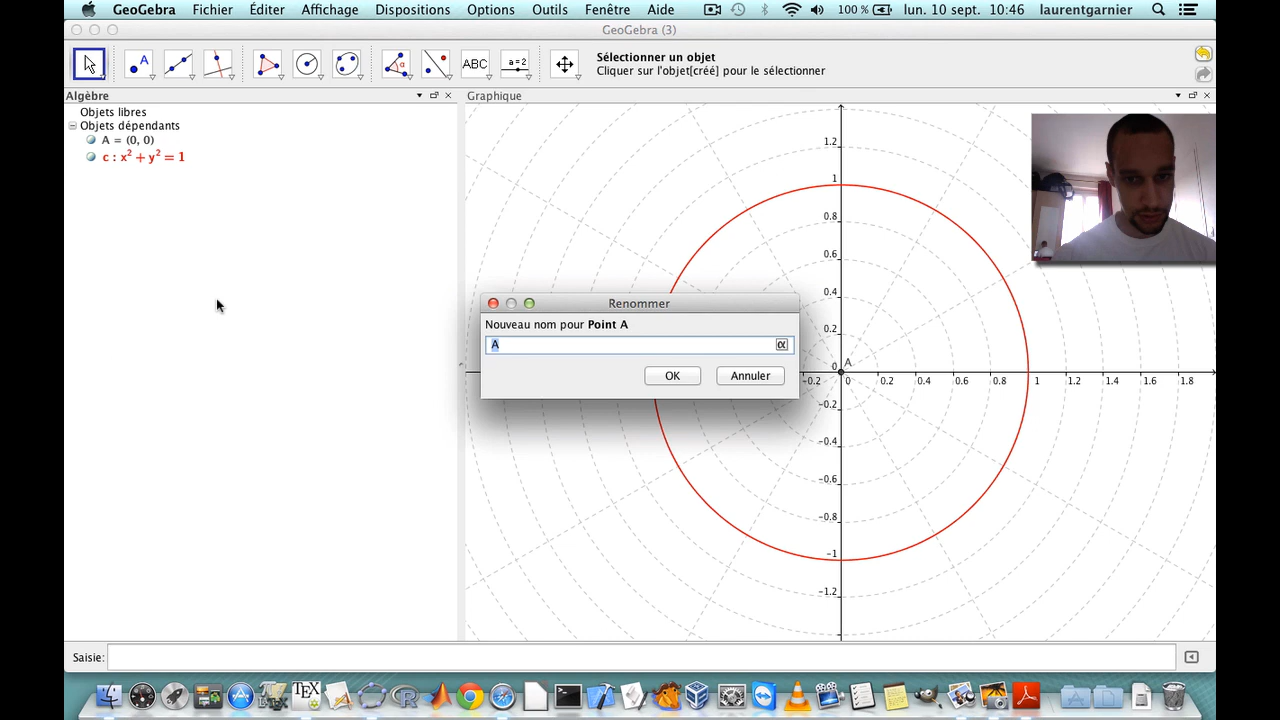 GeoGebra Fichier Éditer Affichage Dispositions Options Outils Fenêtre Aide 100 % lun. 10 sept. 10:46 laurentgarnier
GeoGebra (3)
A α ABC a=2
Sélectionner un objet
Cliquer sur l'objet[créé] pour le sélectionner
Algèbre
Graphique
Objets libres
Objets dépendants
A = (0, 0)
c : x² + y² = 1
1.2
1
0.8
0.6
0.4
0.2
0
A
-0.2 0 0.2 0.4 0.6 0.8 1 1.2 1.4 1.6 1.8
-0.2
-0.4
-0.6
-0.8
-1
-1.2
Renommer
Nouveau nom pour Point A
A α
OK Annuler
Saisie:
TEX
R